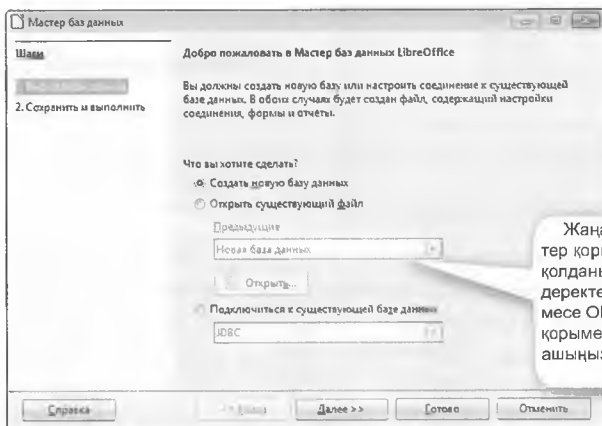 Мастер баз данных
Шаги
2. Сохранить и выполнить
Добро пожаловать в Мастер баз данных LibreOffice
Вы должны создать новую базу или настроить соединение к существующей
базе данных. В обоих случаях будет создан файл, содержащий настройки
соединения, формы и отчеты.
Что вы хотите сделать?
Создать новую базу данных
Открыть существующий файл
Предыдущие
Новая база данных
Открыть...
Подключиться к существующей базе данных
JDBC
Справка
Далее >>
Готово
Отменить
Жаңа
тер қоры
қолданы
деректе
месе О
қорыме
ашыңыз